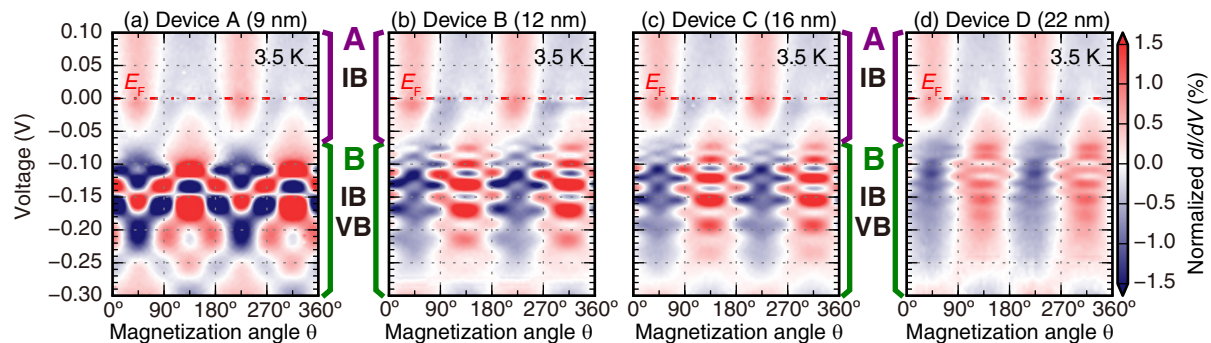 (a) Device A (9 nm)
(b) Device B (12 nm)
(c) Device C (16 nm)
(d) Device D (22 nm)
Voltage (V)
0.10
0.05
0.00
−0.05
−0.10
−0.15
−0.20
−0.25
−0.30
3.5 K
EF
A
IB
B
IB
VB
3.5 K
EF
3.5 K
EF
A
IB
B
IB
VB
3.5 K
EF
0° 90° 180° 270° 360°
0° 90° 180° 270° 360°
0° 90° 180° 270° 360°
0° 90° 180° 270° 360°
Magnetization angle θ
Magnetization angle θ
Magnetization angle θ
Magnetization angle θ
1.5
1.0
0.5
0.0
−0.5
−1.0
−1.5
Normalized dI/dV (%)